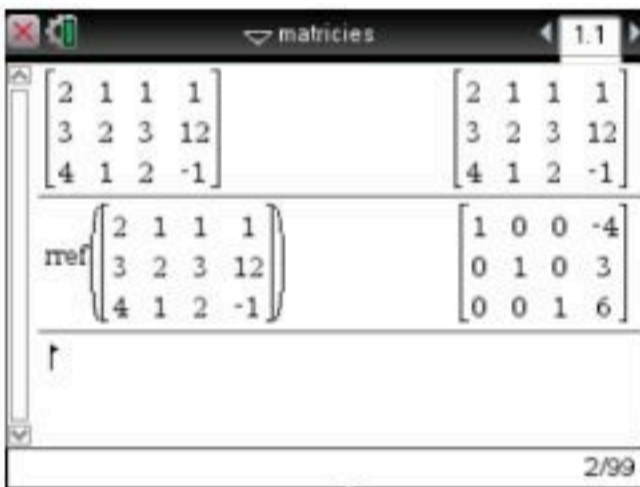 matricies 1.1
2 1 1 1 2 1 1 1
3 2 3 12 3 2 3 12
4 1 2 -1 4 1 2 -1
2 1 1 1 1 0 0 -4
rref 3 2 3 12 0 1 0 3
4 1 2 -1 0 0 1 6
2/99